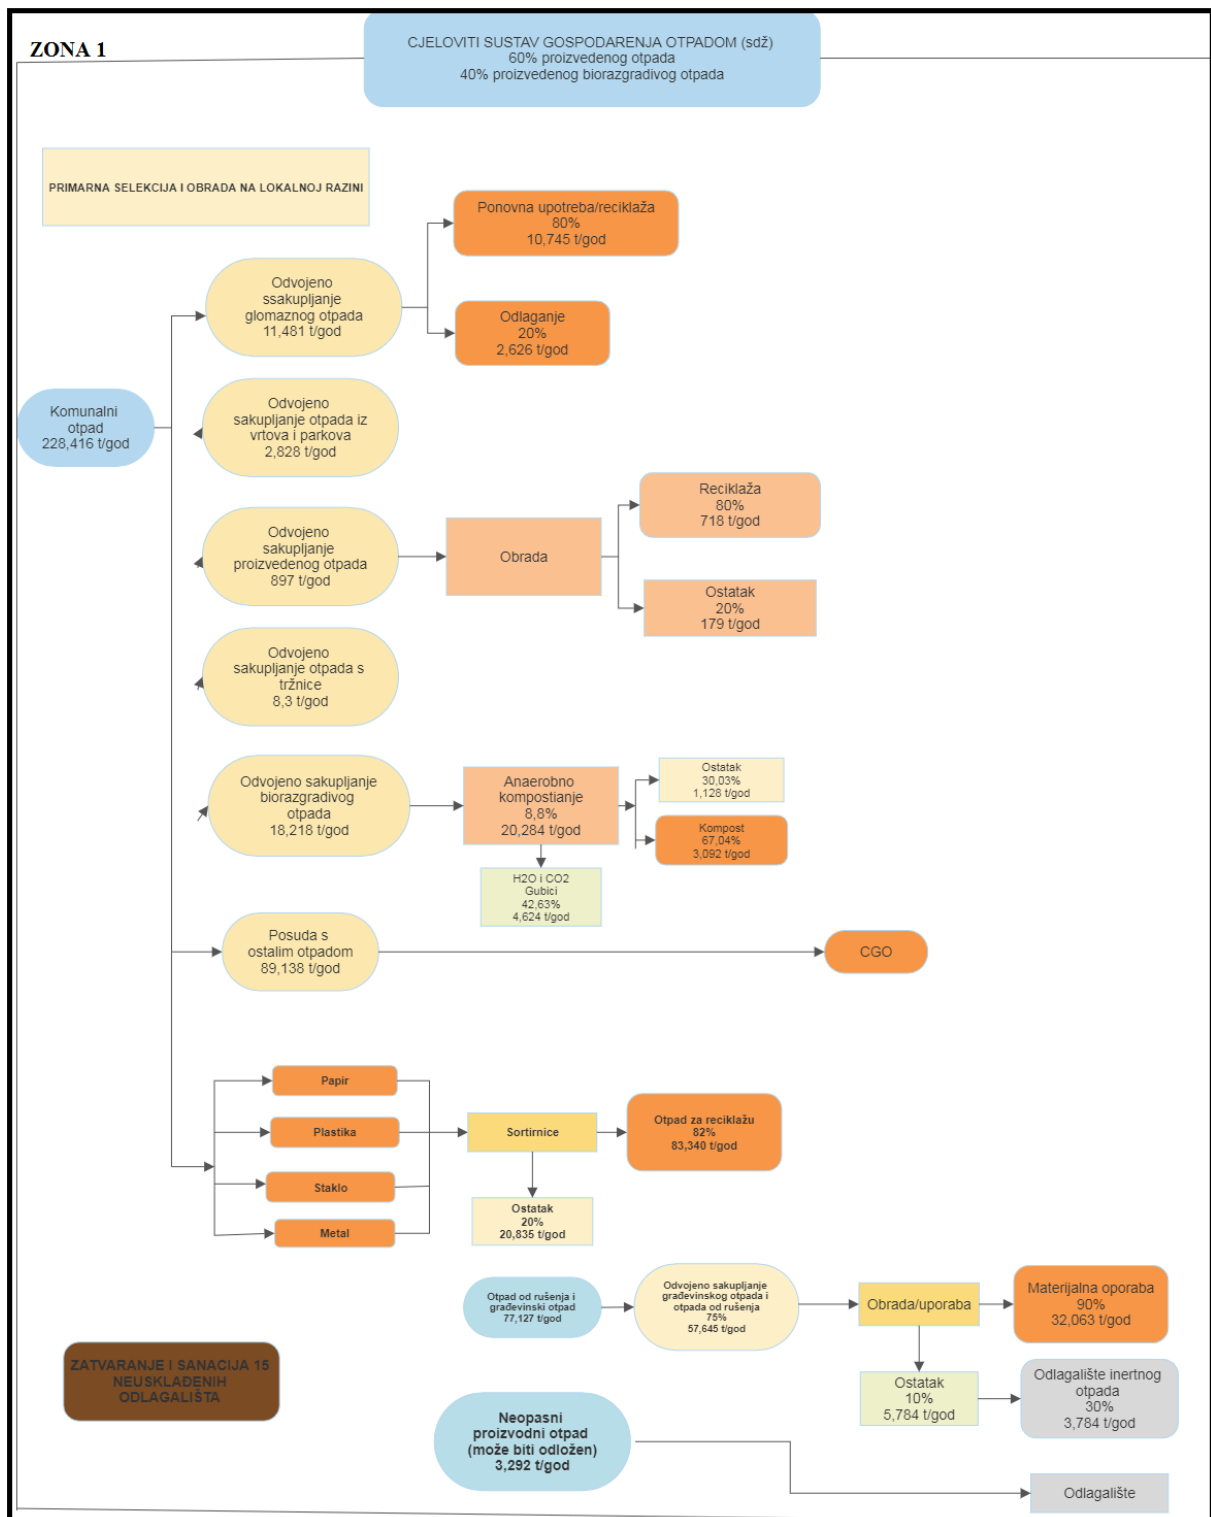 ZONA 1
CJELOVITI SUSTAV GOSPODARENJA OTPADOM (sdž)
60% proizvedenog otpada
40% proizvedenog biorazgradivog otpada
PRIMARNA SELEKCIJA I OBRADA NA LOKALNOJ RAZINI
Ponovna upotreba/reciklaža
80%
10,745 t/god
Odvojeno
ssakupljanje
glomaznog otpada
11,481 t/god
Odlaganje
20%
2,626 t/god
Komunalni
otpad
228,416 t/god
Odvojeno
sakupljanje otpada iz
vrtova i parkova
2,828 t/god
Odvojeno
sakupljanje
proizvedenog otpada
897 t/god
Obrada
Reciklaža
80%
718 t/god
Ostatak
20%
179 t/god
Odvojeno
sakupljanje otpada s
tržnice
8,3 t/god
Odvojeno sakupljanje
biorazgradivog
otpada
18,218 t/god
Anaerobno
kompostianje
8,8%
20,284 t/god
Ostatak
30,03%
1,128 t/god
Kompost
67,04%
3,092 t/god
H2O i CO2
Gubici
42,63%
4,624 t/god
Posuda s
ostalim otpadom
89,138 t/god
CGO
Papir
Plastika
Staklo
Metal
Sortirnice
Otpad za reciklažu
82%
83,340 t/god
Ostatak
20%
20,835 t/god
Otpad od rušenja i
građevinski otpad
77,127 t/god
Odvojeno sakupljanje
građevinskog otpada i
otpada od rušenja
75%
57,645 t/god
Obrada/uporaba
Materijalna oporaba
90%
32,063 t/god
Ostatak
10%
5,784 t/god
Odlagalište inertnog
otpada
30%
3,784 t/god
ZATVARANJE I SANACIJA 15
NEUSKLAĐENIH
ODLAGALIŠTA
Neopasni
proizvodni otpad
(može biti odložen)
3,292 t/god
Odlagalište